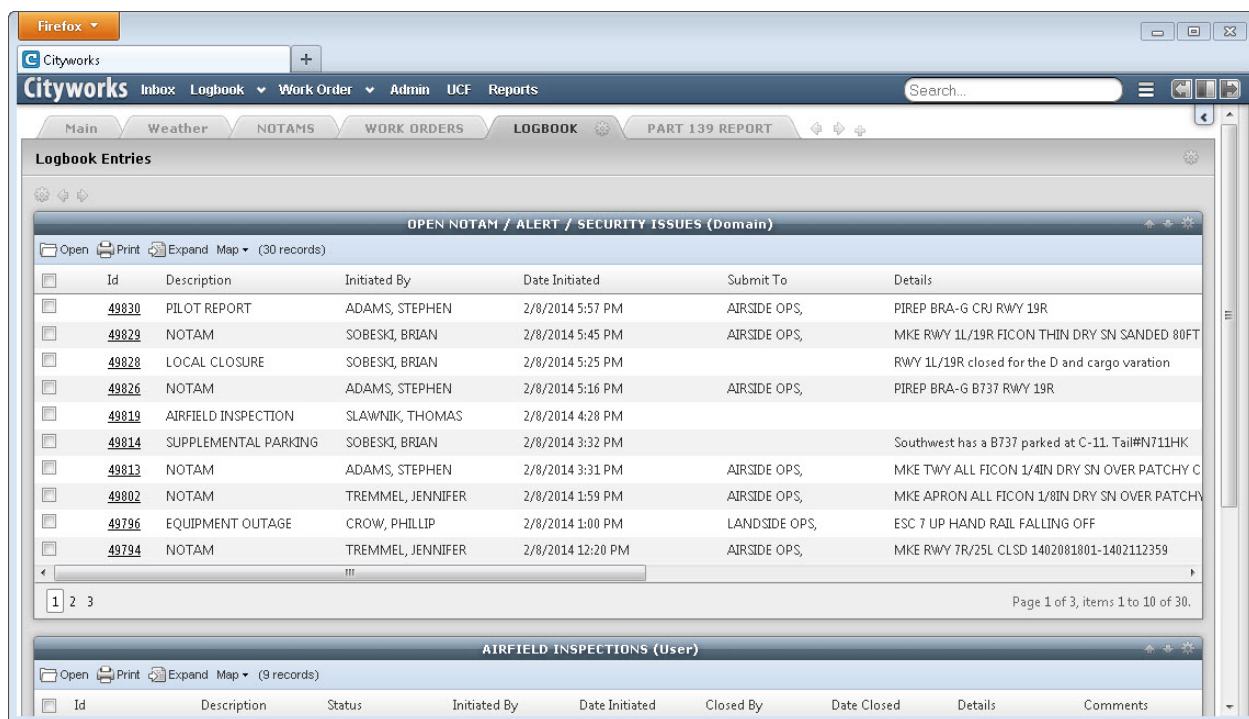 Firefox
Cityworks +
Cityworks Inbox Logbook Work Order Admin UCF Reports Search...
Main Weather NOTAMS WORK ORDERS LOGBOOK PART 139 REPORT
Logbook Entries
OPEN NOTAM / ALERT / SECURITY ISSUES (Domain)
Open Print Expand Map (30 records)
Id Description Initiated By Date Initiated Submit To Details
49830 PILOT REPORT ADAMS, STEPHEN 2/8/2014 5:57 PM AIRSIDE OPS, PIREP BRA-G CRJ RWY 19R
49829 NOTAM SOBESKI, BRIAN 2/8/2014 5:45 PM AIRSIDE OPS, MKE RWY 1L/19R FICON THIN DRY SN SANDED 80FT
49828 LOCAL CLOSURE SOBESKI, BRIAN 2/8/2014 5:25 PM RWY 1L/19R closed for the D and cargo varation
49826 NOTAM ADAMS, STEPHEN 2/8/2014 5:16 PM AIRSIDE OPS, PIREP BRA-G B737 RWY 19R
49819 AIRFIELD INSPECTION SLAWNIK, THOMAS 2/8/2014 4:28 PM
49814 SUPPLEMENTAL PARKING SOBESKI, BRIAN 2/8/2014 3:32 PM Southwest has a B737 parked at C-11. Tail#N711HK
49813 NOTAM ADAMS, STEPHEN 2/8/2014 3:31 PM AIRSIDE OPS, MKE TWY ALL FICON 1/4IN DRY SN OVER PATCHY C
49802 NOTAM TREMMEL, JENNIFER 2/8/2014 1:59 PM AIRSIDE OPS, MKE APRON ALL FICON 1/8IN DRY SN OVER PATCHY
49796 EQUIPMENT OUTAGE CROW, PHILLIP 2/8/2014 1:00 PM LANDSIDE OPS, ESC 7 UP HAND RAIL FALLING OFF
49794 NOTAM TREMMEL, JENNIFER 2/8/2014 12:20 PM AIRSIDE OPS, MKE RWY 7R/25L CLSD 1402081801-1402112359
1 2 3 Page 1 of 3, items 1 to 10 of 30.
AIRFIELD INSPECTIONS (User)
Open Print Expand Map (9 records)
Id Description Status Initiated By Date Initiated Closed By Date Closed Details Comments